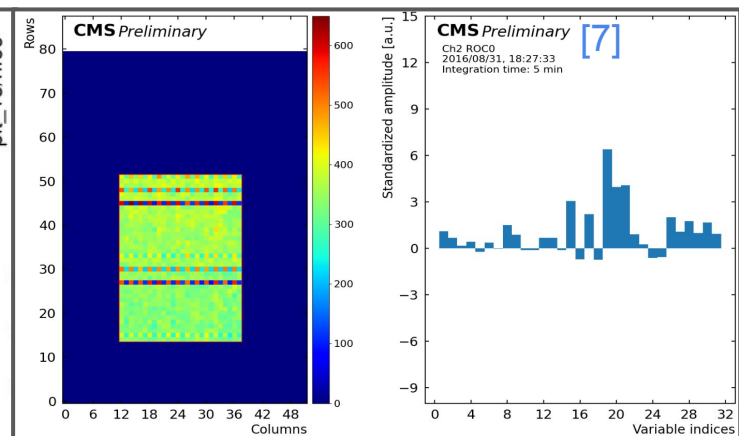 Rows
CMS Preliminary
80
70
60
50
40
30
20
10
0
0 6 12 18 24 30 36 42 48
Columns
600
500
400
300
200
100
0
Standardized amplitude [a.u.]
CMS Preliminary [7]
Ch2 ROC0
2016/08/31, 18:27:33
Integration time: 5 min
15
12
9
6
3
0
−3
−6
−9
0 4 8 12 16 20 24 28 32
Variable indices